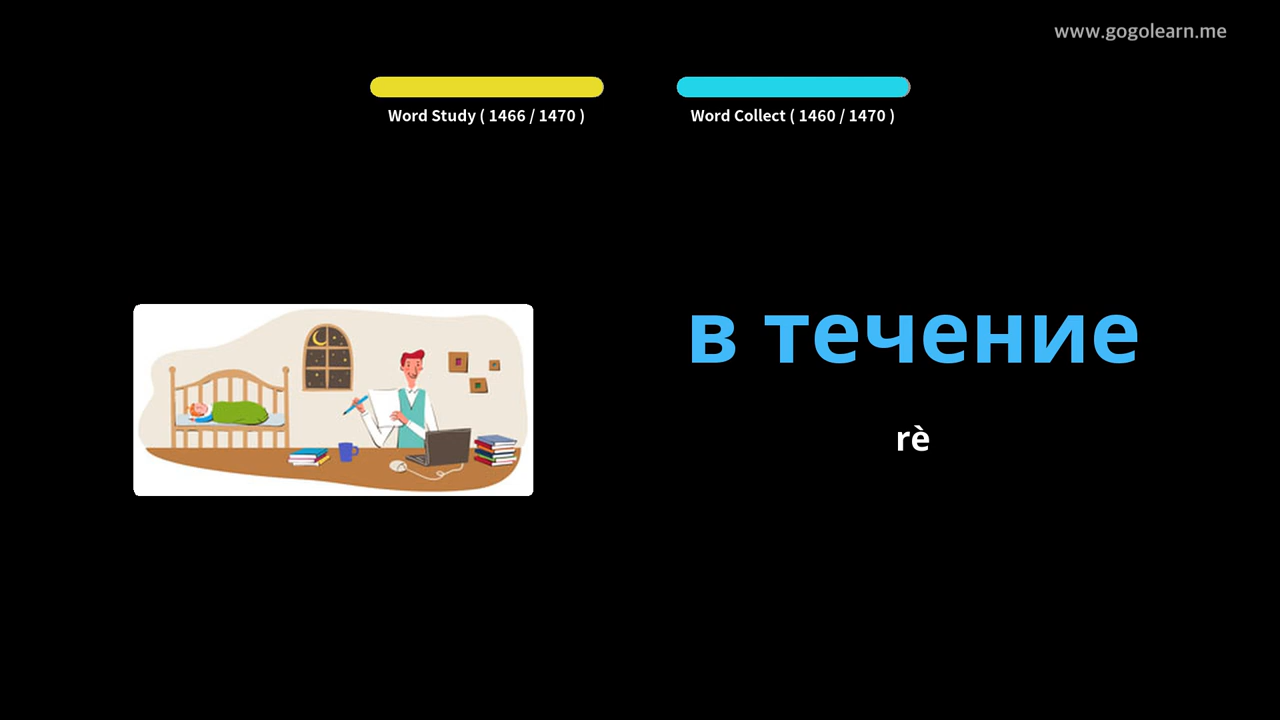 www.gogolearn.me
Word Study ( 1466 / 1470 )
Word Collect ( 1460 / 1470 )
в течение
rè